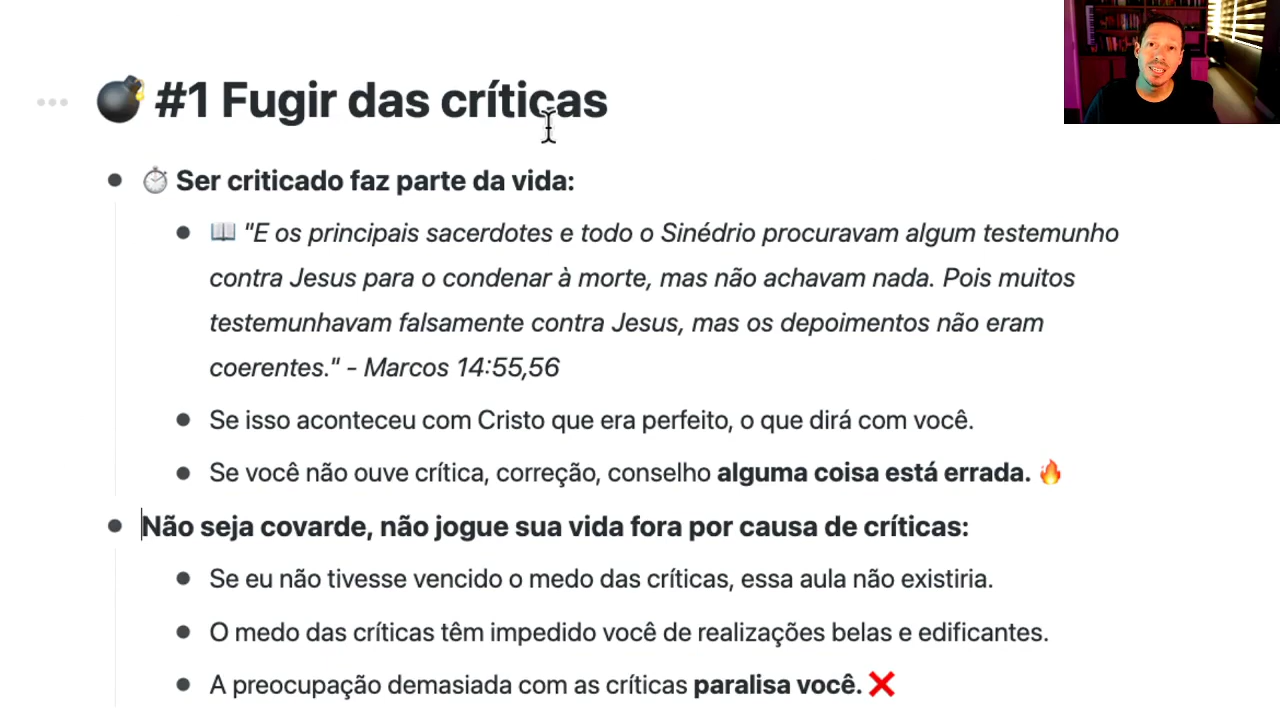 #1 Fugir das críticas
Ser criticado faz parte da vida:
"E os principais sacerdotes e todo o Sinédrio procuravam algum testemunho
contra Jesus para o condenar à morte, mas não achavam nada. Pois muitos
testemunhavam falsamente contra Jesus, mas os depoimentos não eram
coerentes." - Marcos 14:55,56
Se isso aconteceu com Cristo que era perfeito, o que dirá com você.
Se você não ouve crítica, correção, conselho alguma coisa está errada.
Não seja covarde, não jogue sua vida fora por causa de críticas:
Se eu não tivesse vencido o medo das críticas, essa aula não existiria.
O medo das críticas têm impedido você de realizações belas e edificantes.
A preocupação demasiada com as críticas paralisa você.